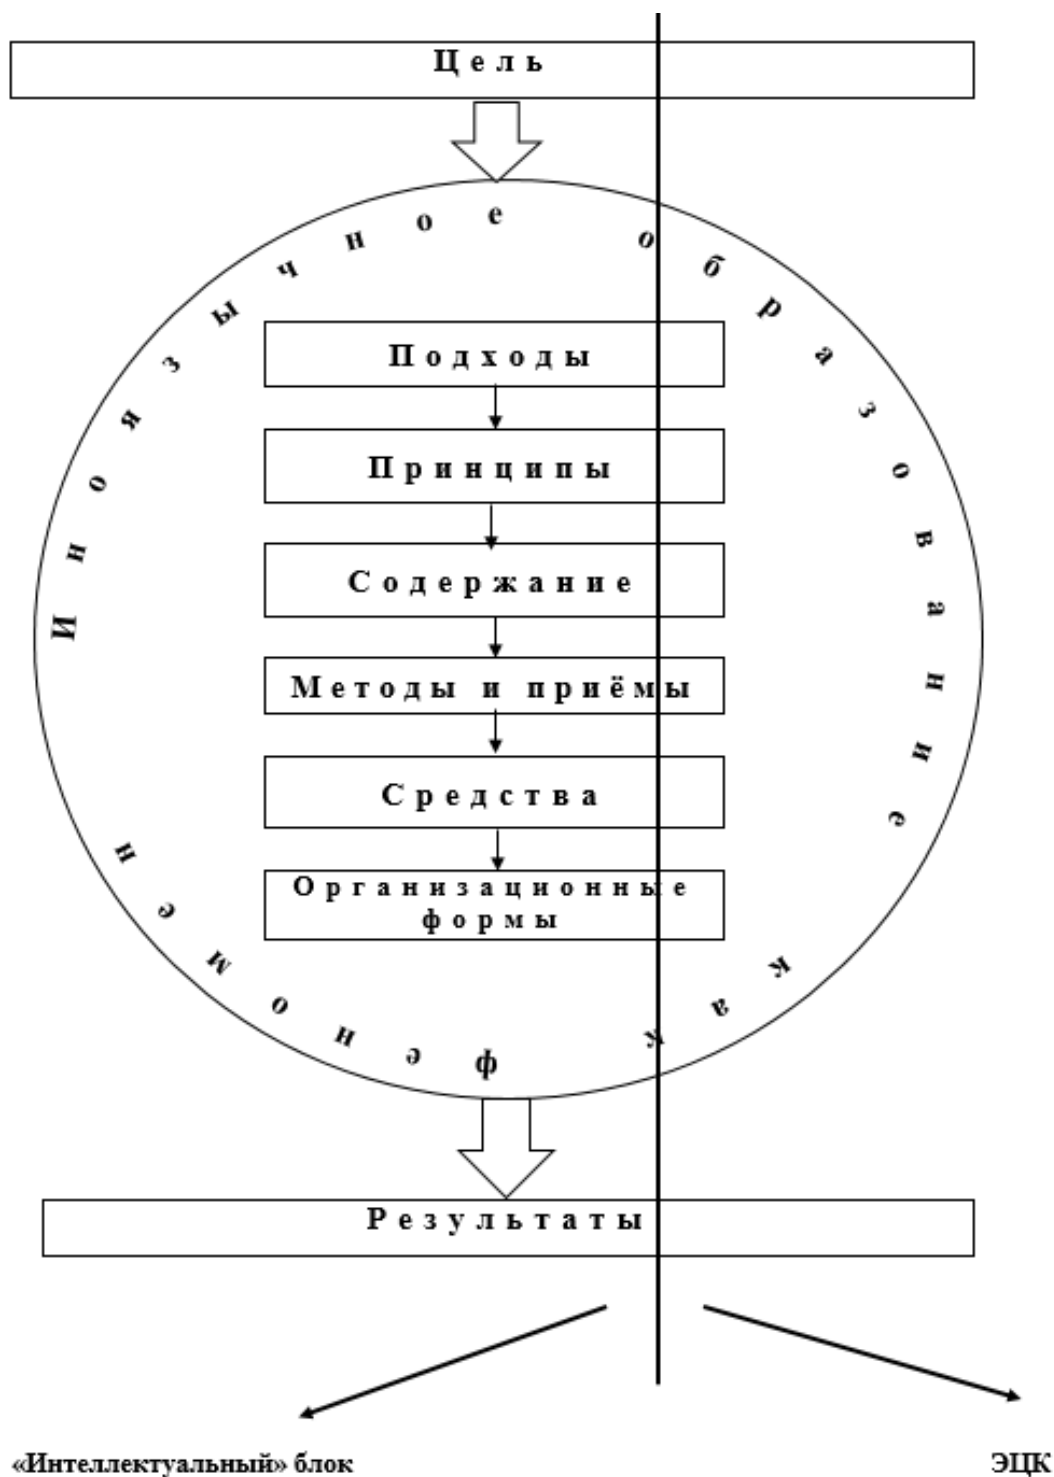 Цель
Иноязычное образование как феномен
Подходы
Принципы
Содержание
Методы и приёмы
Средства
Организационные
формы
Результаты
«Интеллектуальный» блок
ЭЦК